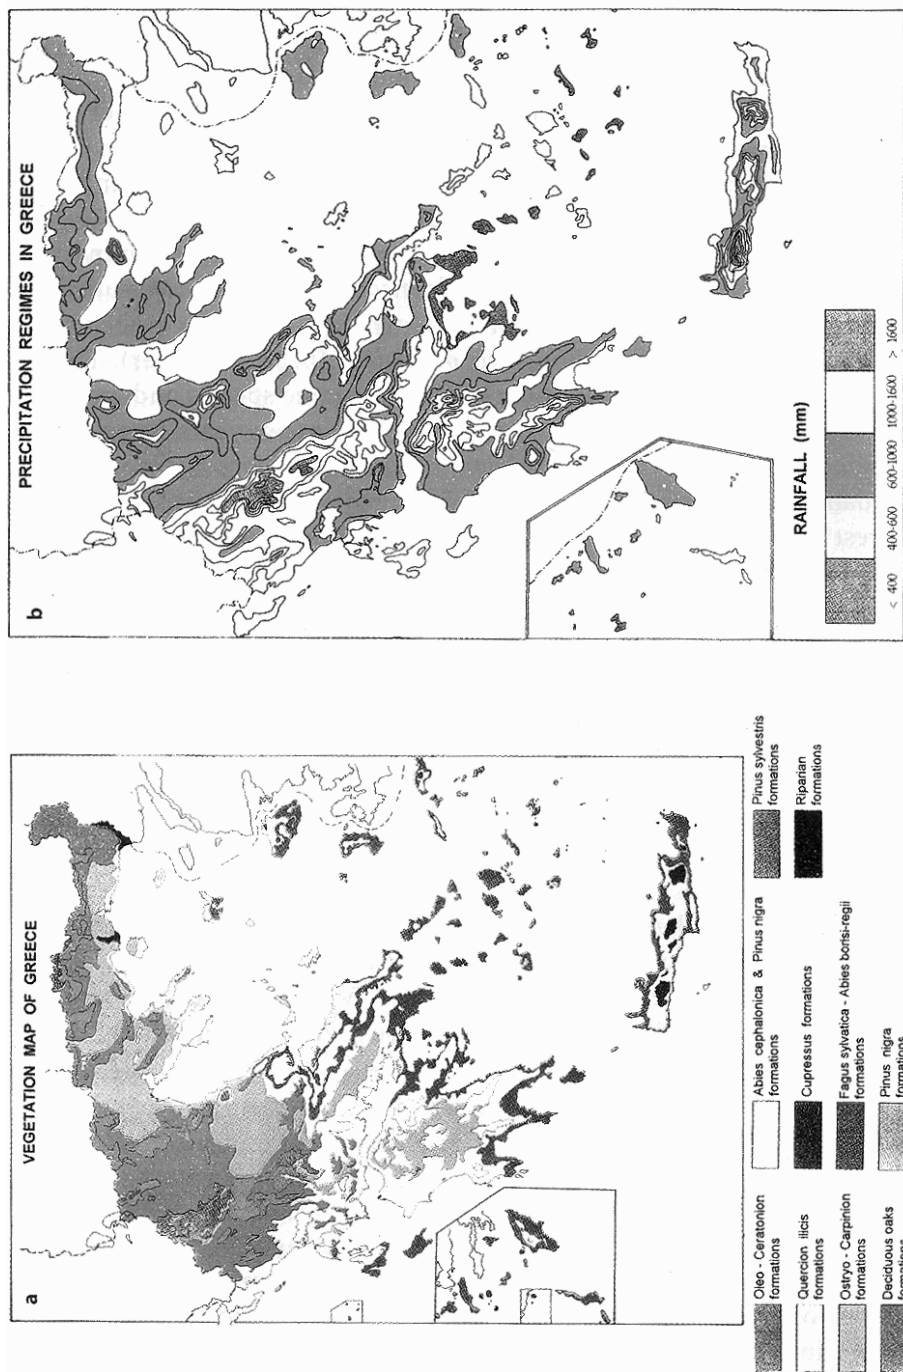 a
VEGETATION MAP OF GREECE
Oleo - Ceratonion
formations
Quercion ilicis
formations
Ostryo - Carpinion
formations
Deciduous oaks
formations
Abies cephalonica & Pinus nigra
formations
Cupressus formations
Fagus sylvatica - Abies borisi-regii
formations
Pinus nigra
formations
Pinus sylvestris
formations
Riparian
formations
b
PRECIPITATION REGIMES IN GREECE
RAINFALL (mm)
< 400 400-600 600-1000 1000-1600 > 1600